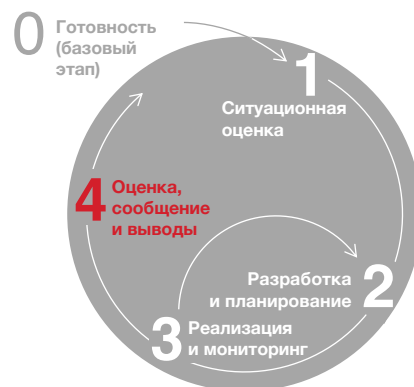 0 Готовность
(базовый
этап)
1
Ситуационная
оценка
4 Оценка,
сообщение
и выводы
Разработка
и планирование 2
3 Реализация
и мониторинг